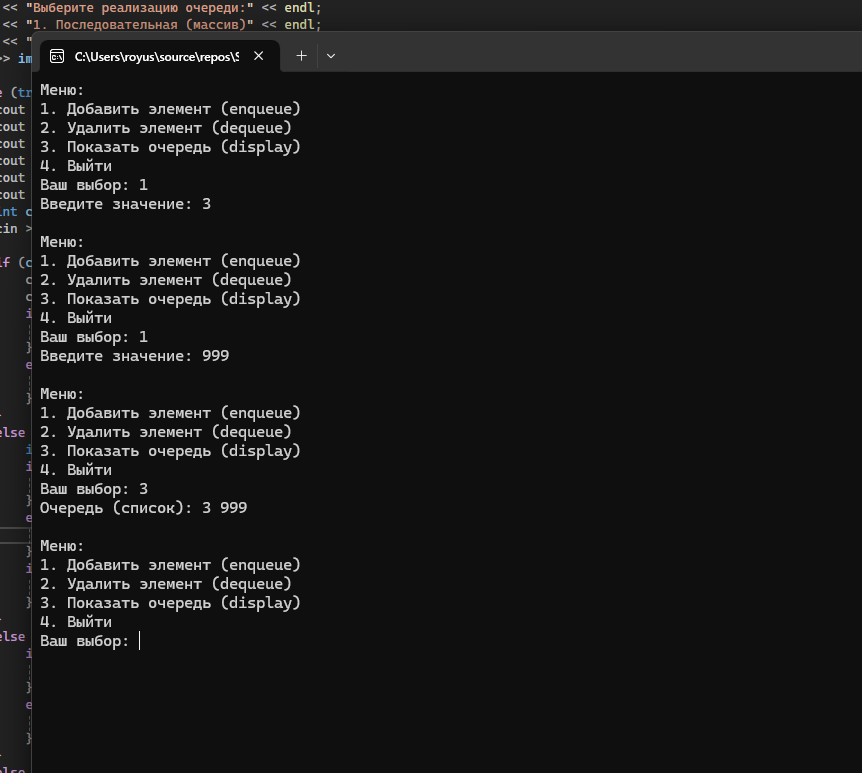 << "Выберите реализацию очереди:" << endl;
<< "1. Последовательная (массив)" << endl;
<< "
C:\Users\royus\source\repos\S
Меню:
1. Добавить элемент (enqueue)
2. Удалить элемент (dequeue)
3. Показать очередь (display)
4. Выйти
Ваш выбор: 1
Введите значение: 3
Меню:
1. Добавить элемент (enqueue)
2. Удалить элемент (dequeue)
3. Показать очередь (display)
4. Выйти
Ваш выбор: 1
Введите значение: 999
Меню:
1. Добавить элемент (enqueue)
2. Удалить элемент (dequeue)
3. Показать очередь (display)
4. Выйти
Ваш выбор: 3
Очередь (список): 3 999
Меню:
1. Добавить элемент (enqueue)
2. Удалить элемент (dequeue)
3. Показать очередь (display)
4. Выйти
Ваш выбор: